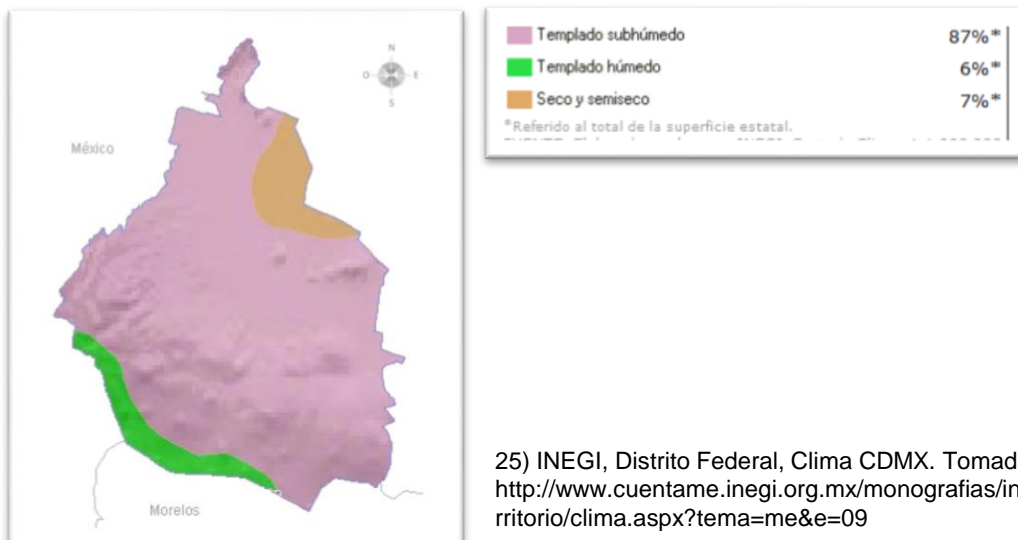 N
O
E
S
México
Morelos
Templado subhúmedo 87%*
Templado húmedo 6%*
Seco y semiseco 7%*
*Referido al total de la superficie estatal.
25) INEGI, Distrito Federal, Clima CDMX. Tomad
http://www.cuentame.inegi.org.mx/monografias/in
rritorio/clima.aspx?tema=me&e=09